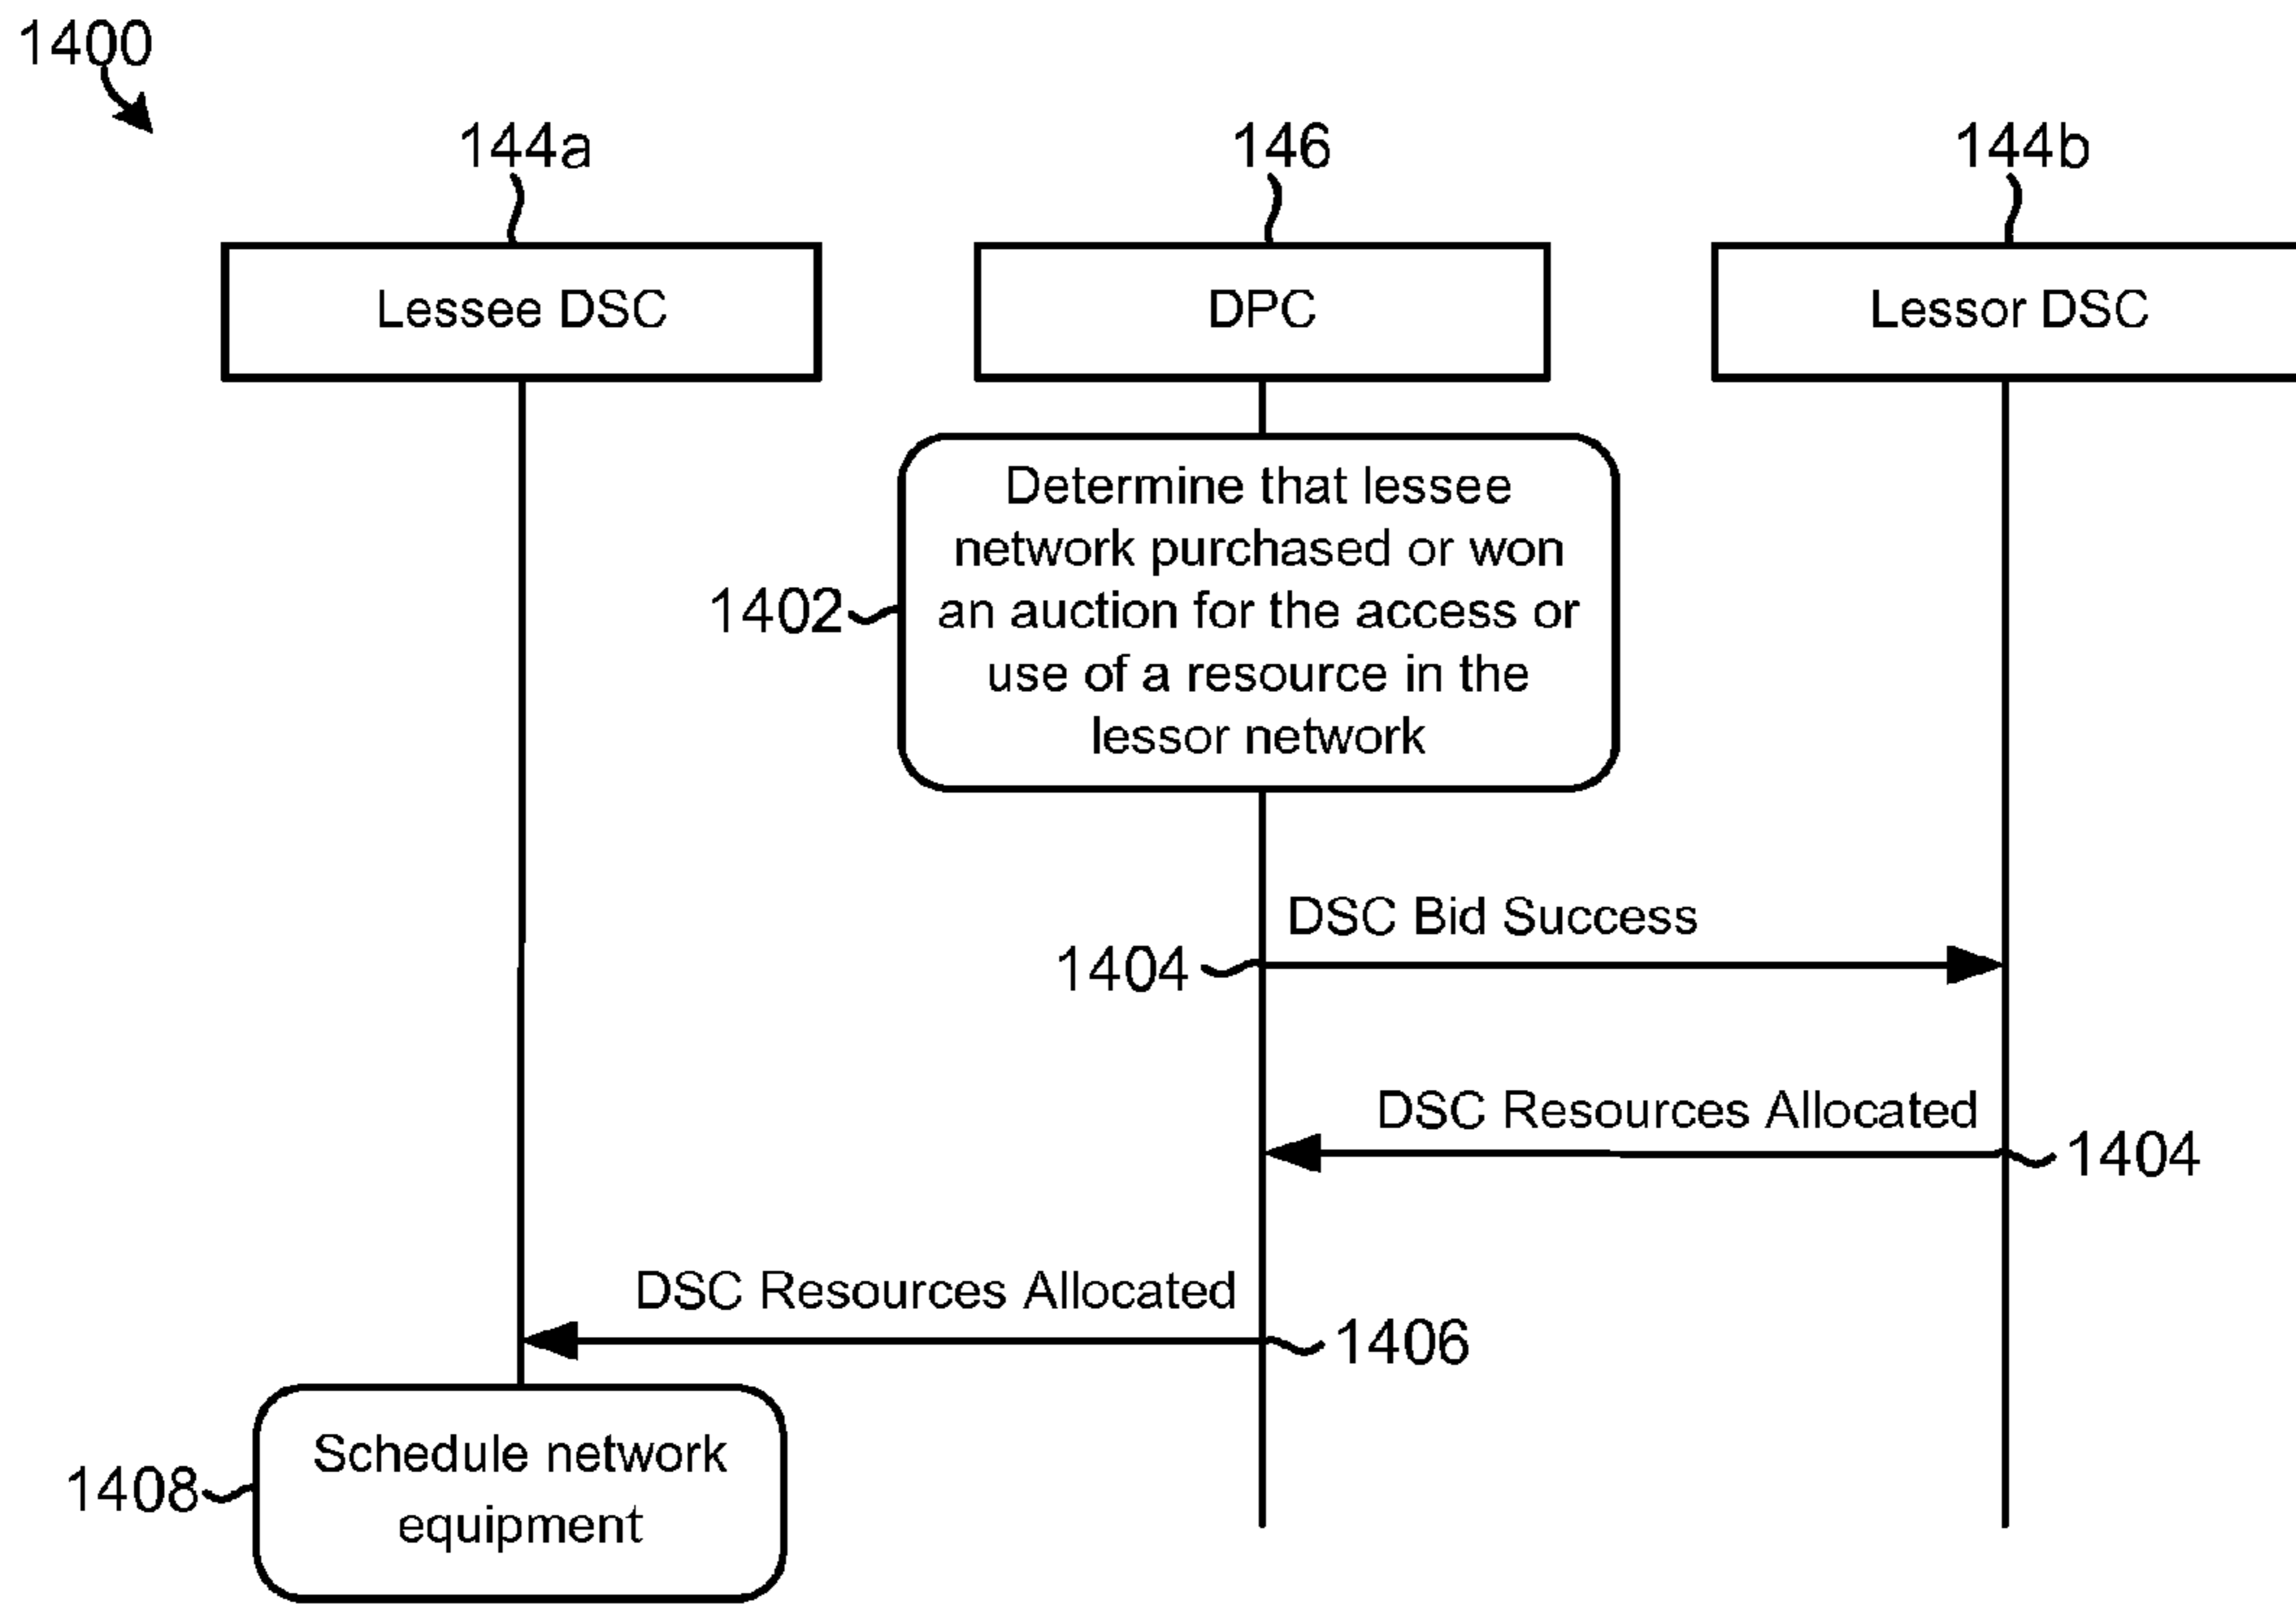 1400
144a
146
144b
Lessee DSC
DPC
Lessor DSC
Determine that lessee
network purchased or won
an auction for the access or
use of a resource in the
lessor network
1402
DSC Bid Success
1404
DSC Resources Allocated
1404
DSC Resources Allocated
1406
Schedule network
equipment
1408